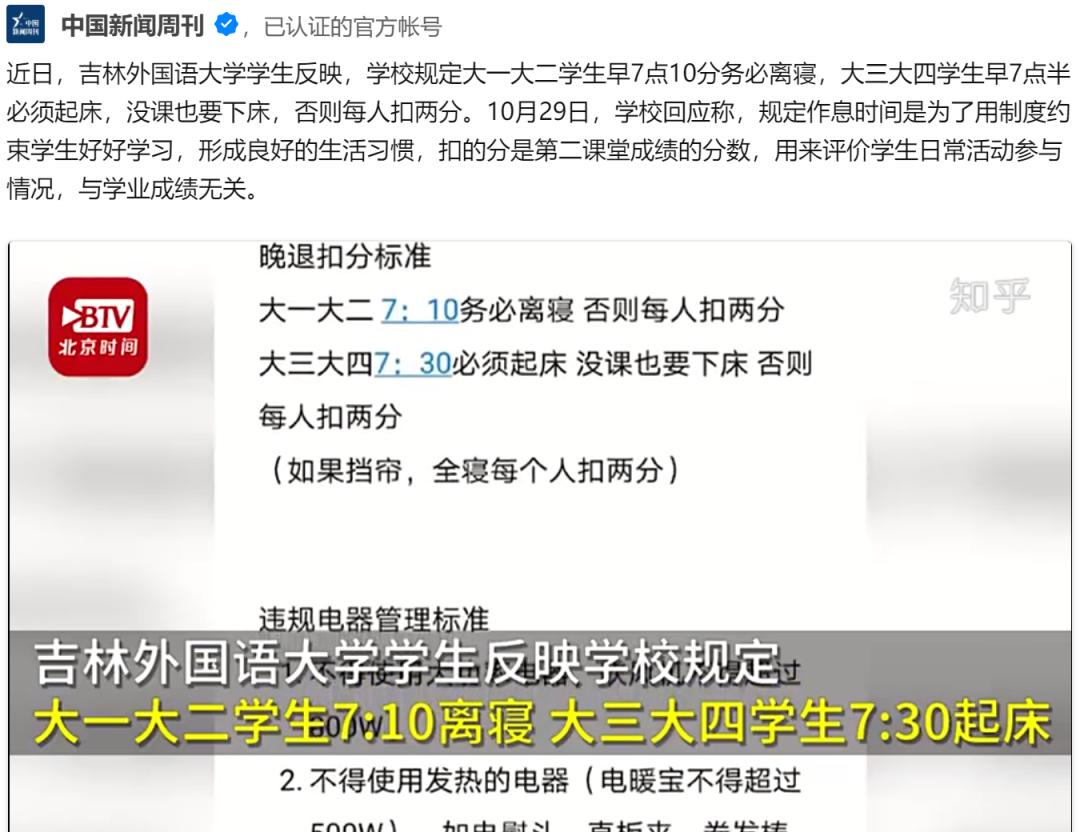 中国新闻周刊 ，已认证的官方帐号
近日，吉林外国语大学学生反映，学校规定大一大二学生早7点10分务必离寝，大三大四学生早7点半
必须起床，没课也要下床，否则每人扣两分。10月29日，学校回应称，规定作息时间是为了用制度约
束学生好好学习，形成良好的生活习惯，扣的分是第二课堂成绩的分数，用来评价学生日常活动参与
情况，与学业成绩无关。
晚退扣分标准
BTV
北京时间
知乎
大一大二 7：10务必离寝 否则每人扣两分
大三大四7：30必须起床 没课也要下床 否则
每人扣两分
（如果挡帘，全寝每个人扣两分）
违规电器管理标准
吉林外国语大学学生反映学校规定
大一大二学生7:10离寝 大三大四学生7:30起床
2. 不得使用发热的电器（电暖宝不得超过